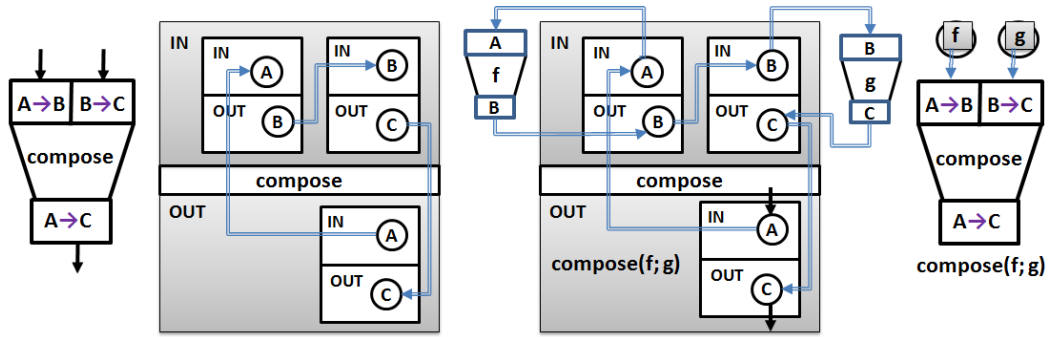 A→B B→C
compose
A→C
IN
IN
A
OUT
B
IN
B
OUT
C
compose
OUT
IN
A
OUT
C
A
f
B
IN
IN
A
OUT
B
IN
B
OUT
C
B
g
C
compose
OUT
compose(f;g)
IN
A
OUT
C
f g
A→B B→C
compose
A→C
compose(f;g)